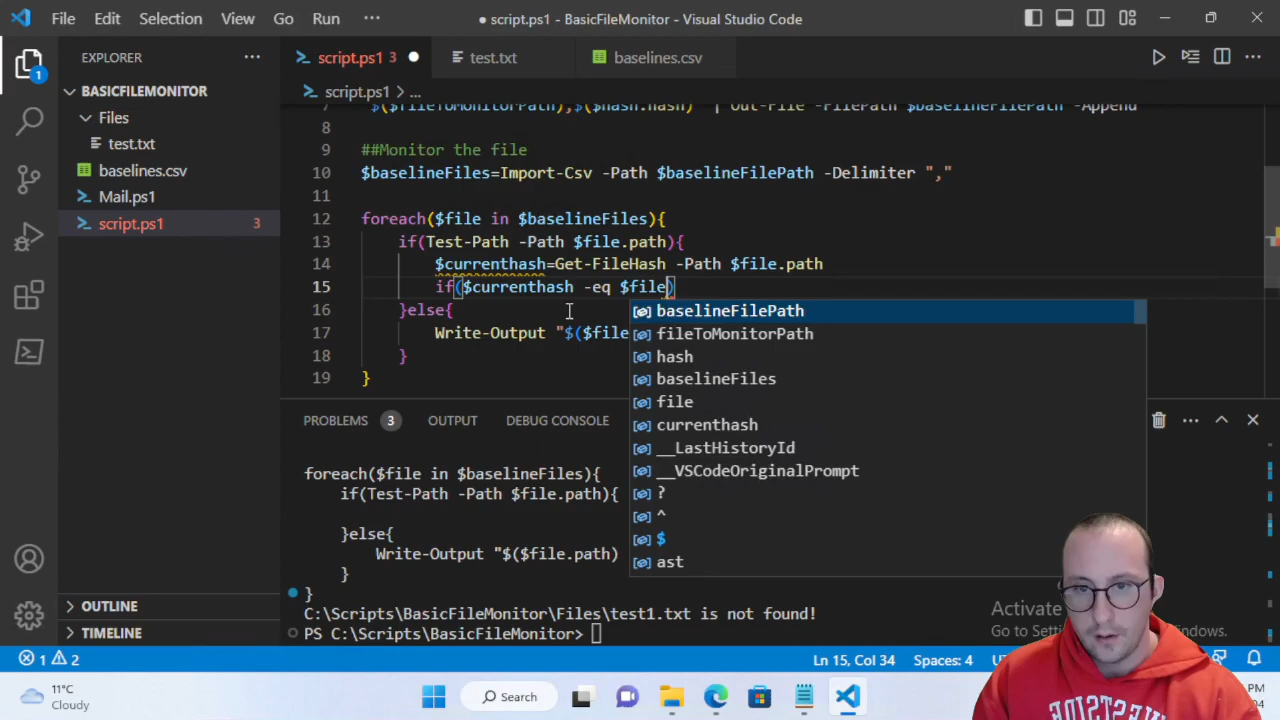 File Edit Selection View Go Run ··· ● script.ps1 - BasicFileMonitor - Visual Studio Code
EXPLORER ···
script.ps1 3 ●
test.txt
baselines.csv
script.ps1 > ...
1
BASICFILEMONITOR
Files
test.txt
baselines.csv
Mail.ps1
script.ps1 3
OUTLINE
TIMELINE
7 "$($fileToMonitorPath),$($hash.hash)" | Out-File -FilePath $baselineFilePath -Append
8
9 ##Monitor the file
10 $baselineFiles=Import-Csv -Path $baselineFilePath -Delimiter ","
11
12 foreach($file in $baselineFiles){
13 if(Test-Path -Path $file.path){
14 $currenthash=Get-FileHash -Path $file.path
15 if($currenthash -eq $file)
16 }else{
17 Write-Output "$($file
18 }
19 }
baselineFilePath
fileToMonitorPath
hash
baselineFiles
file
currenthash
__LastHistoryId
__VSCodeOriginalPrompt
?
^
$
ast
PROBLEMS 3 OUTPUT DEBUG CONSOLE
foreach($file in $baselineFiles){
if(Test-Path -Path $file.path){
}else{
Write-Output "$($file.path)
}
}
C:\Scripts\BasicFileMonitor\Files\test1.txt is not found!
PS C:\Scripts\BasicFileMonitor>
Activate
Go to Setti
Windows.
1 2
Ln 15, Col 34 Spaces: 4
11°C
Cloudy
Search
PM